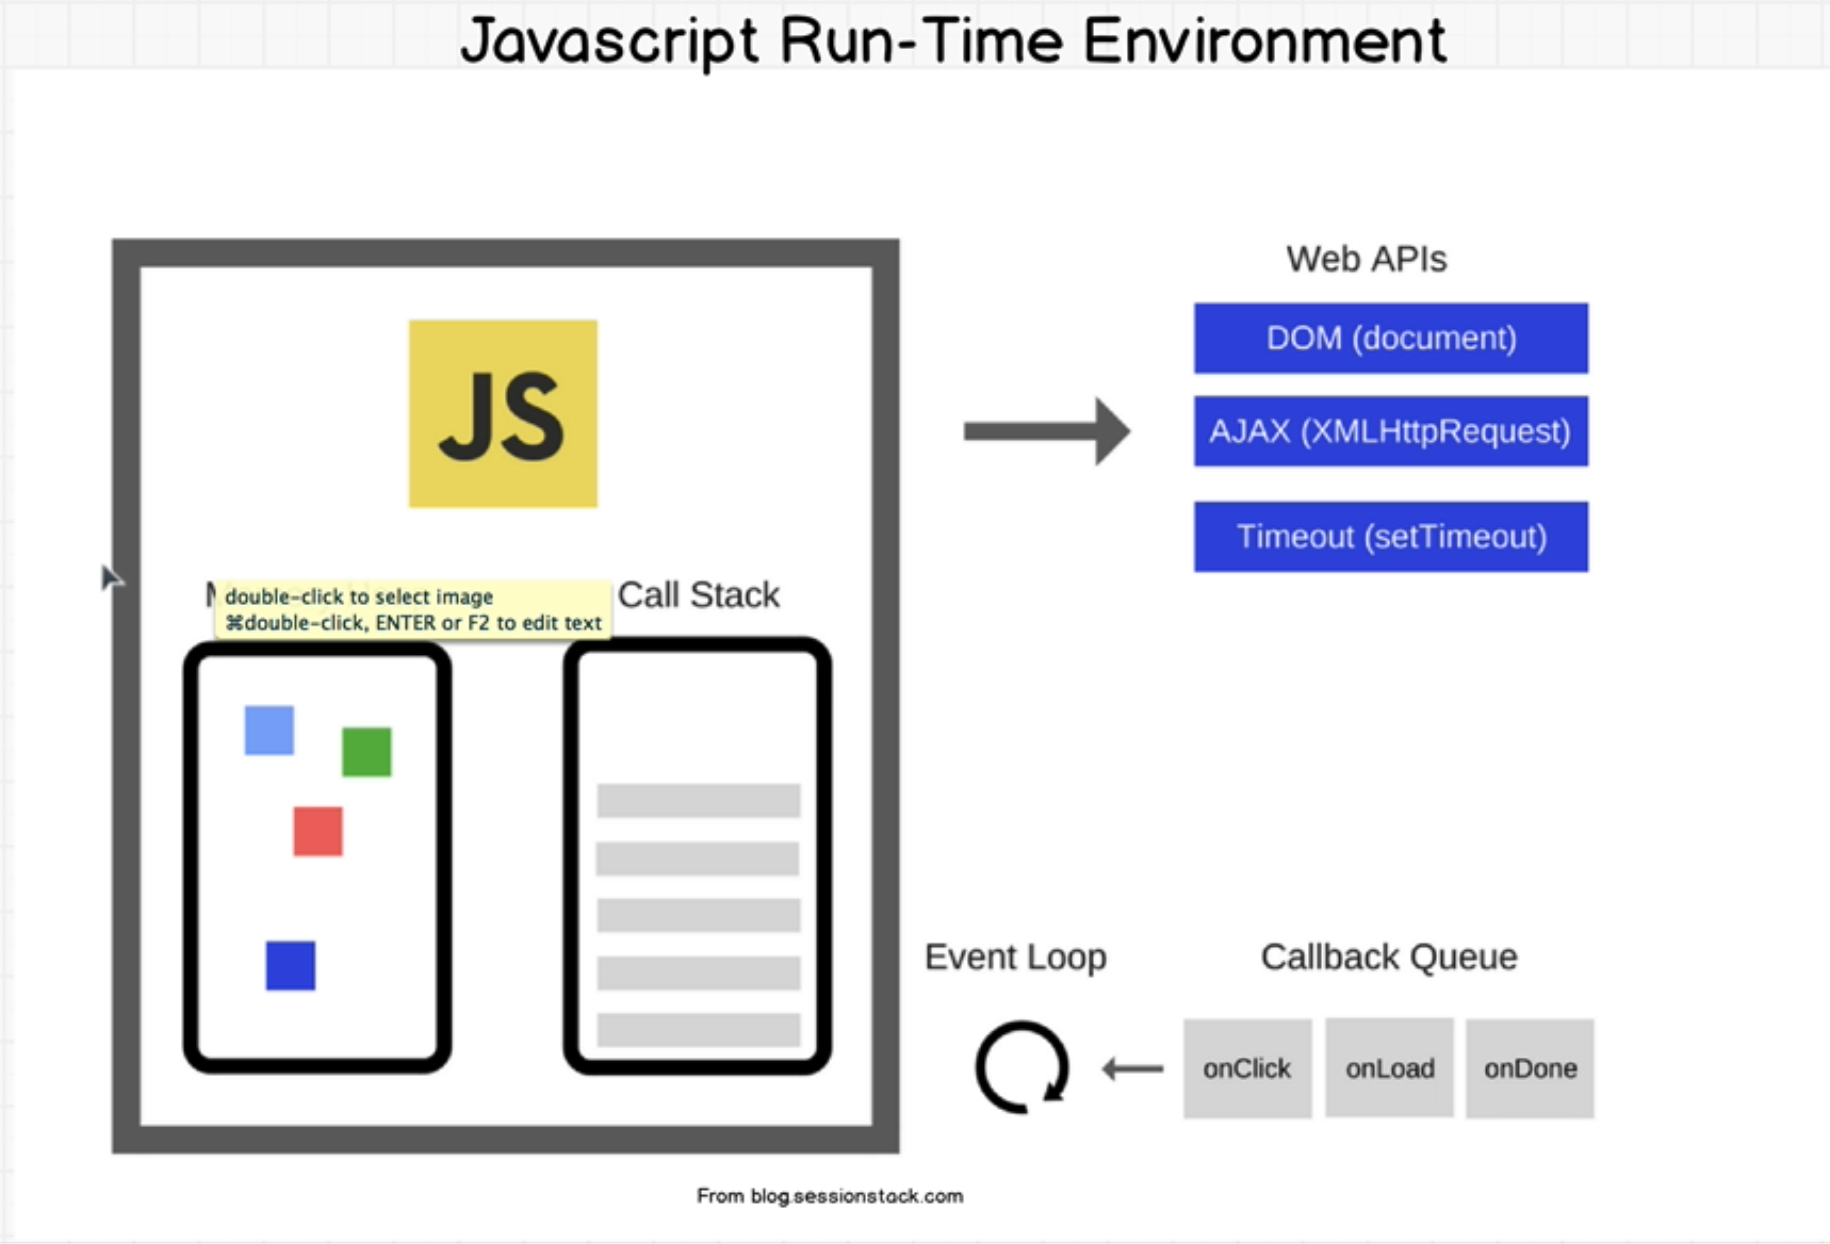 Javascript Run-Time Environment
JS
Web APIs
DOM (document)
AJAX (XMLHttpRequest)
Timeout (setTimeout)
double-click to select image
⌘double-click, ENTER or F2 to edit text
Call Stack
Event Loop
Callback Queue
onClick
onLoad
onDone
From blog.sessionstack.com